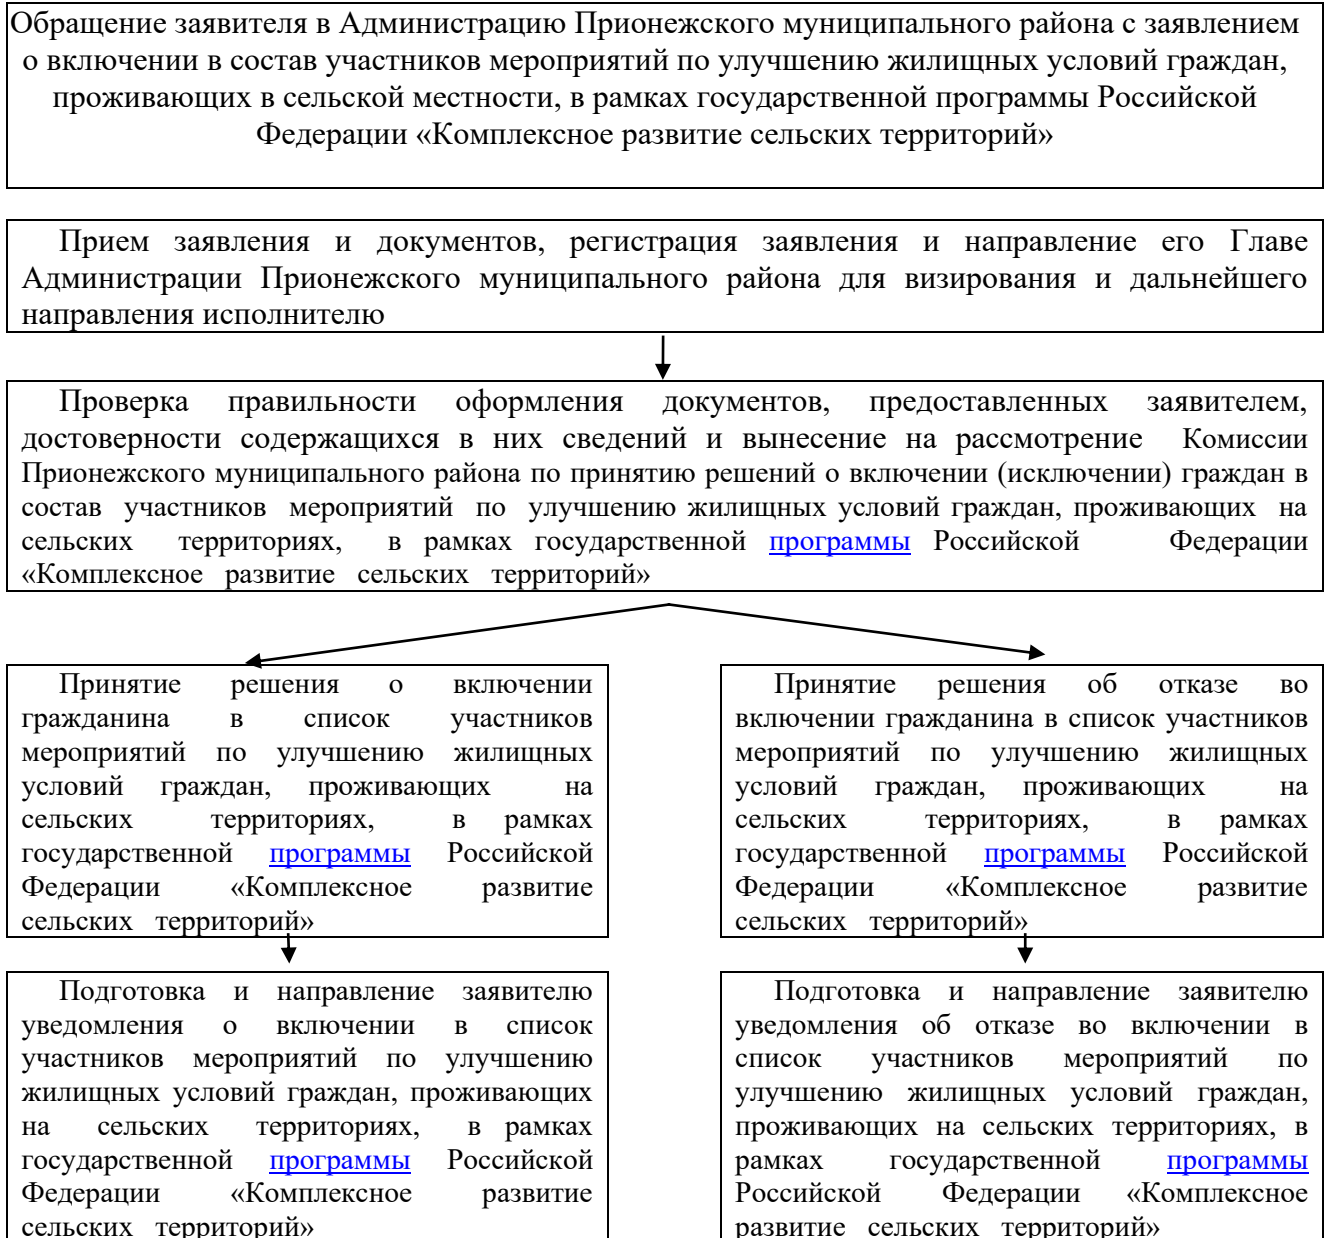 Обращение заявителя в Администрацию Прионежского муниципального района с заявлением
о включении в состав участников мероприятий по улучшению жилищных условий граждан,
проживающих в сельской местности, в рамках государственной программы Российской
Федерации «Комплексное развитие сельских территорий»
Прием заявления и документов, регистрация заявления и направление его Главе
Администрации Прионежского муниципального района для визирования и дальнейшего
направления исполнителю
Проверка правильности оформления документов, предоставленных заявителем,
достоверности содержащихся в них сведений и вынесение на рассмотрение Комиссии
Прионежского муниципального района по принятию решений о включении (исключении) граждан в
состав участников мероприятий по улучшению жилищных условий граждан, проживающих на
сельских территориях, в рамках государственной программы Российской Федерации
«Комплексное развитие сельских территорий»
Принятие решения о включении
гражданина в список участников
мероприятий по улучшению жилищных
условий граждан, проживающих на
сельских территориях, в рамках
государственной программы Российской
Федерации «Комплексное развитие
сельских территорий»
Принятие решения об отказе во
включении гражданина в список участников
мероприятий по улучшению жилищных
условий граждан, проживающих на
сельских территориях, в рамках
государственной программы Российской
Федерации «Комплексное развитие
сельских территорий»
Подготовка и направление заявителю
уведомления о включении в список
участников мероприятий по улучшению
жилищных условий граждан, проживающих
на сельских территориях, в рамках
государственной программы Российской
Федерации «Комплексное развитие
сельских территорий»
Подготовка и направление заявителю
уведомления об отказе во включении в
список участников мероприятий по
улучшению жилищных условий граждан,
проживающих на сельских территориях, в
рамках государственной программы
Российской Федерации «Комплексное
развитие сельских территорий»